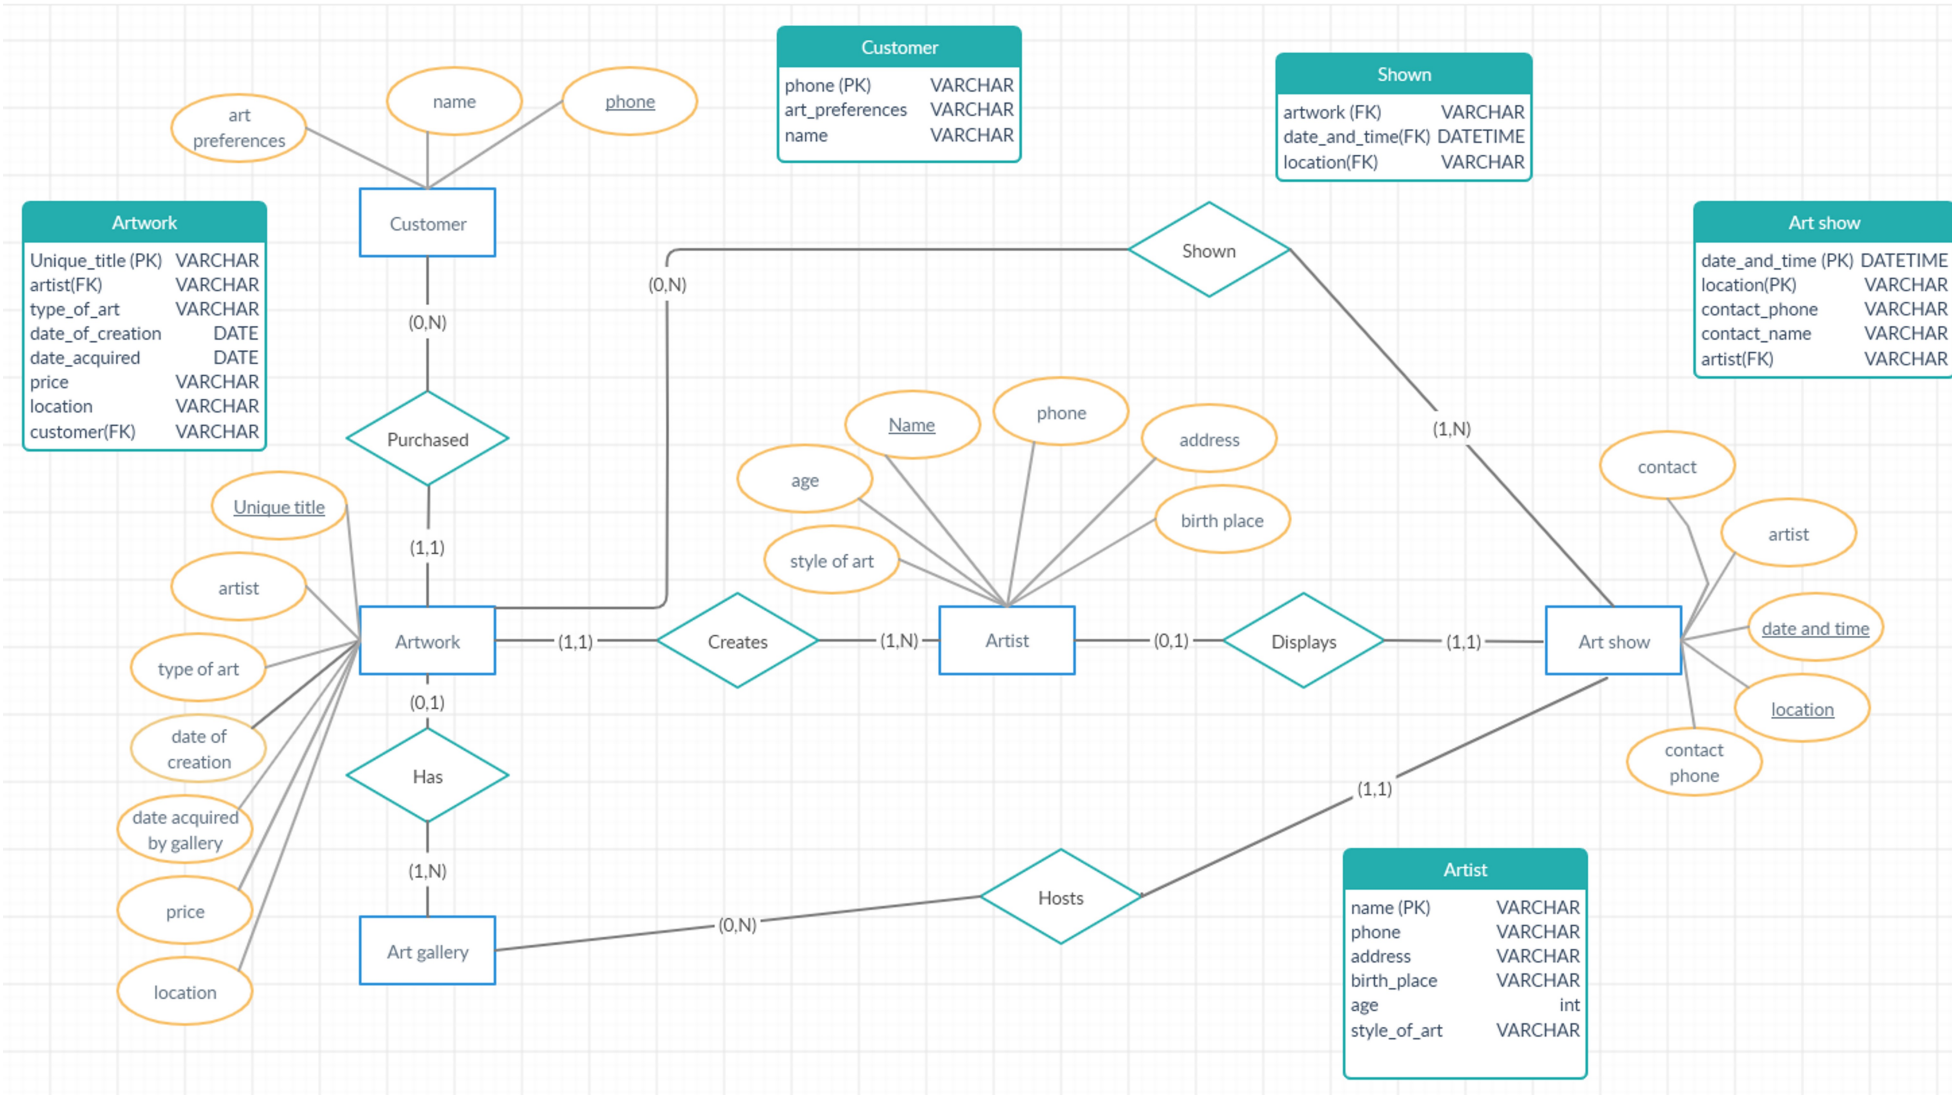 Customer
phone (PK) VARCHAR
art_preferences VARCHAR
name VARCHAR
Shown
artwork (FK) VARCHAR
date_and_time(FK) DATETIME
location(FK) VARCHAR
art
preferences
name
phone
Customer
Artwork
Unique_title (PK) VARCHAR
artist(FK) VARCHAR
type_of_art VARCHAR
date_of_creation DATE
date_acquired DATE
price VARCHAR
location VARCHAR
customer(FK) VARCHAR
Art show
date_and_time (PK) DATETIME
location(PK) VARCHAR
contact_phone VARCHAR
contact_name VARCHAR
artist(FK) VARCHAR
Shown
(0,N)
(0,N)
(1,N)
Purchased
(1,1)
Name
phone
address
age
birth place
style of art
contact
artist
date and time
location
contact
phone
Unique title
artist
type of art
date of
creation
date acquired
by gallery
price
location
Artwork
(1,1)
Creates
(1,N)
Artist
(0,1)
Displays
(1,1)
Art show
(0,1)
Has
(1,N)
Art gallery
(0,N)
Hosts
(1,1)
Artist
name (PK) VARCHAR
phone VARCHAR
address VARCHAR
birth_place VARCHAR
age int
style_of_art VARCHAR